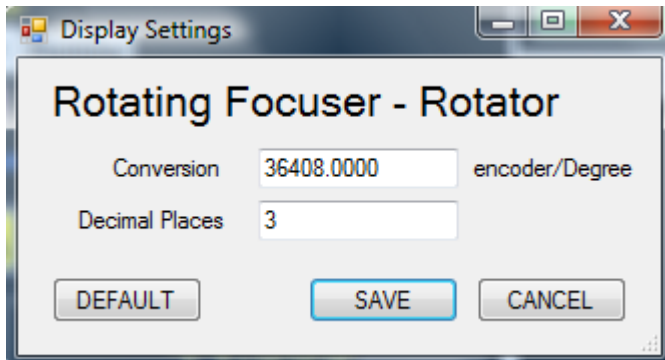 Display Settings
Rotating Focuser - Rotator
Conversion 36408.0000 encoder/Degree
Decimal Places 3
DEFAULT SAVE CANCEL